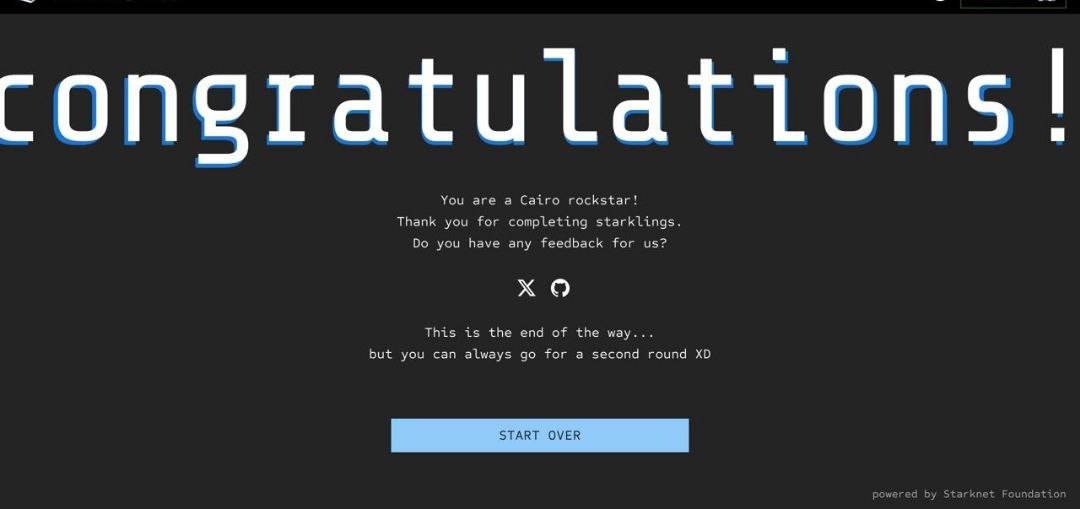 congratulations!
You are a Cairo rockstar!
Thank you for completing starklings.
Do you have any feedback for us?
This is the end of the way...
but you can always go for a second round XD
START OVER
powered by Starknet Foundation